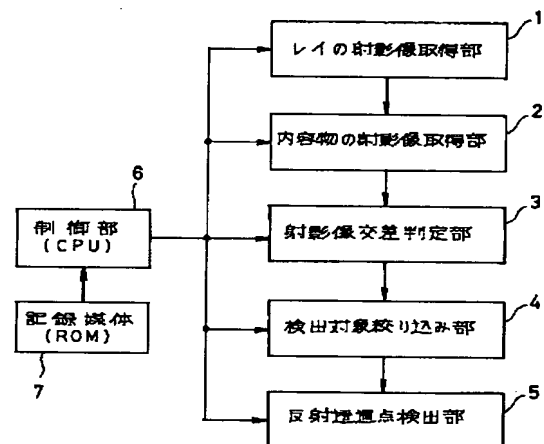 1
レイの射影像取得部
2
内容物の射影像取得部
6
3
制御部
(CPU)
射影像交差判定部
4
記録媒体
(ROM)
検出対象絞り込み部
7
5
反射透過点検出部